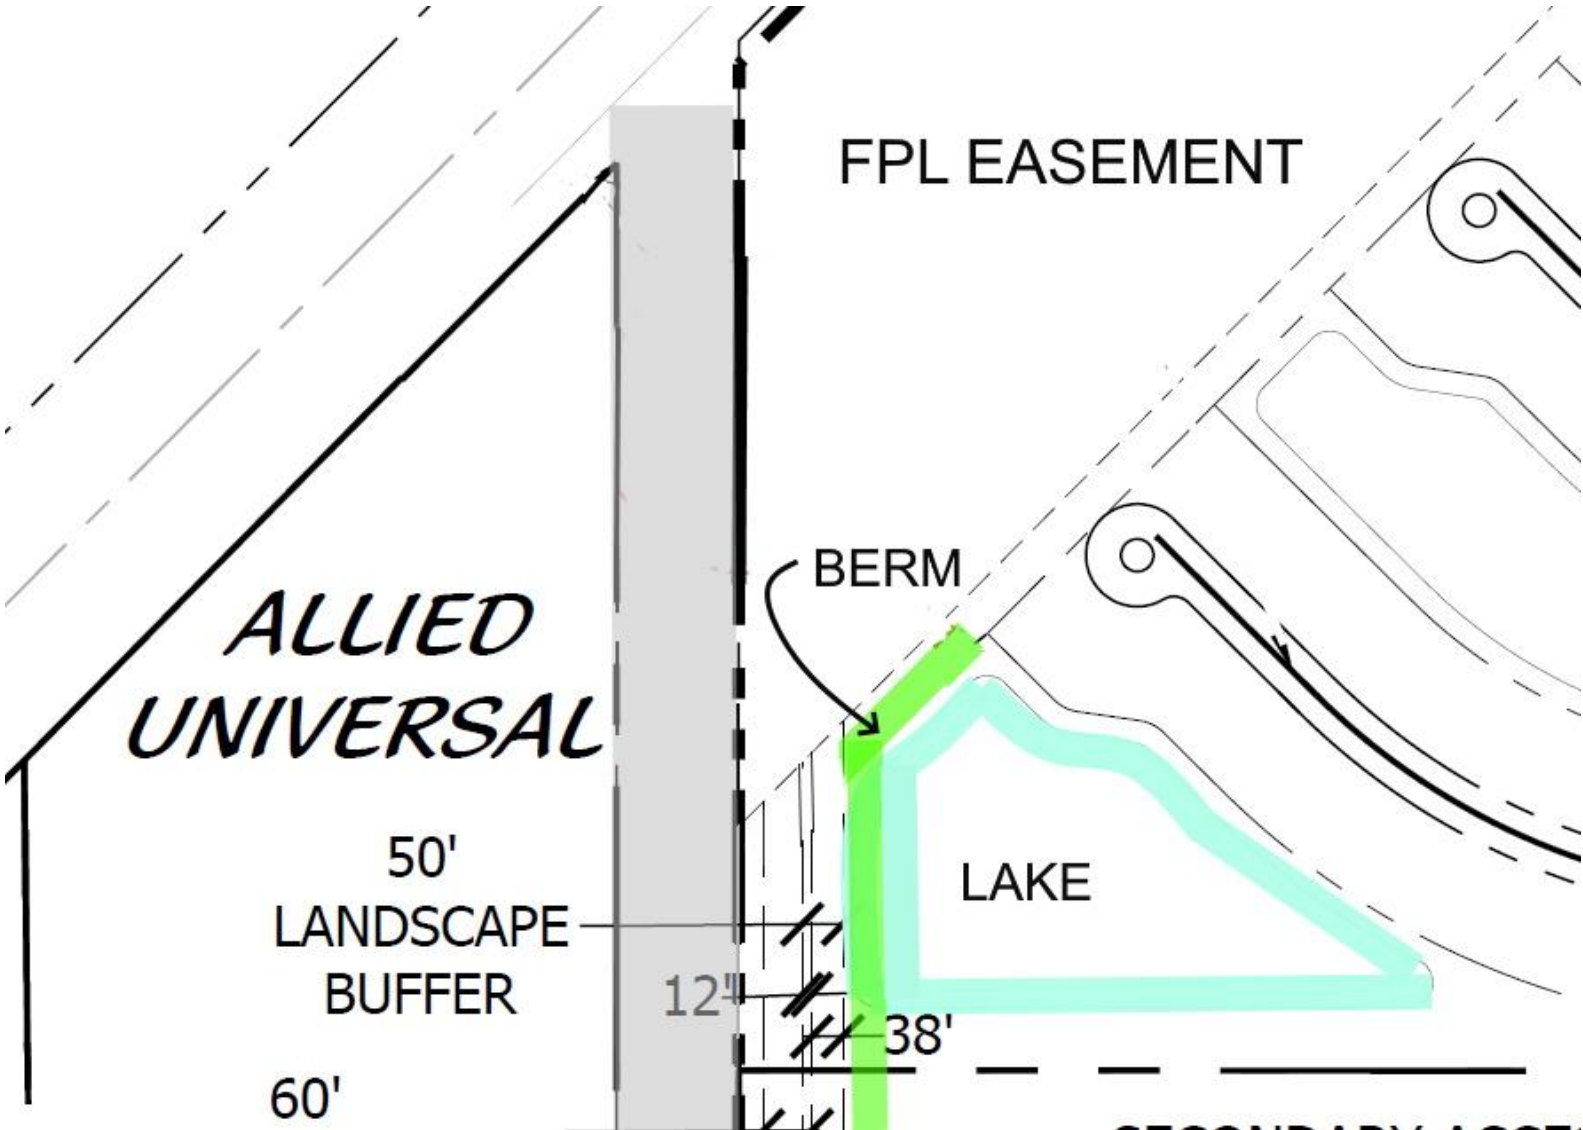 FPL EASEMENT
BERM
ALLIED
UNIVERSAL
50'
LANDSCAPE
BUFFER
LAKE
12'
38'
60'